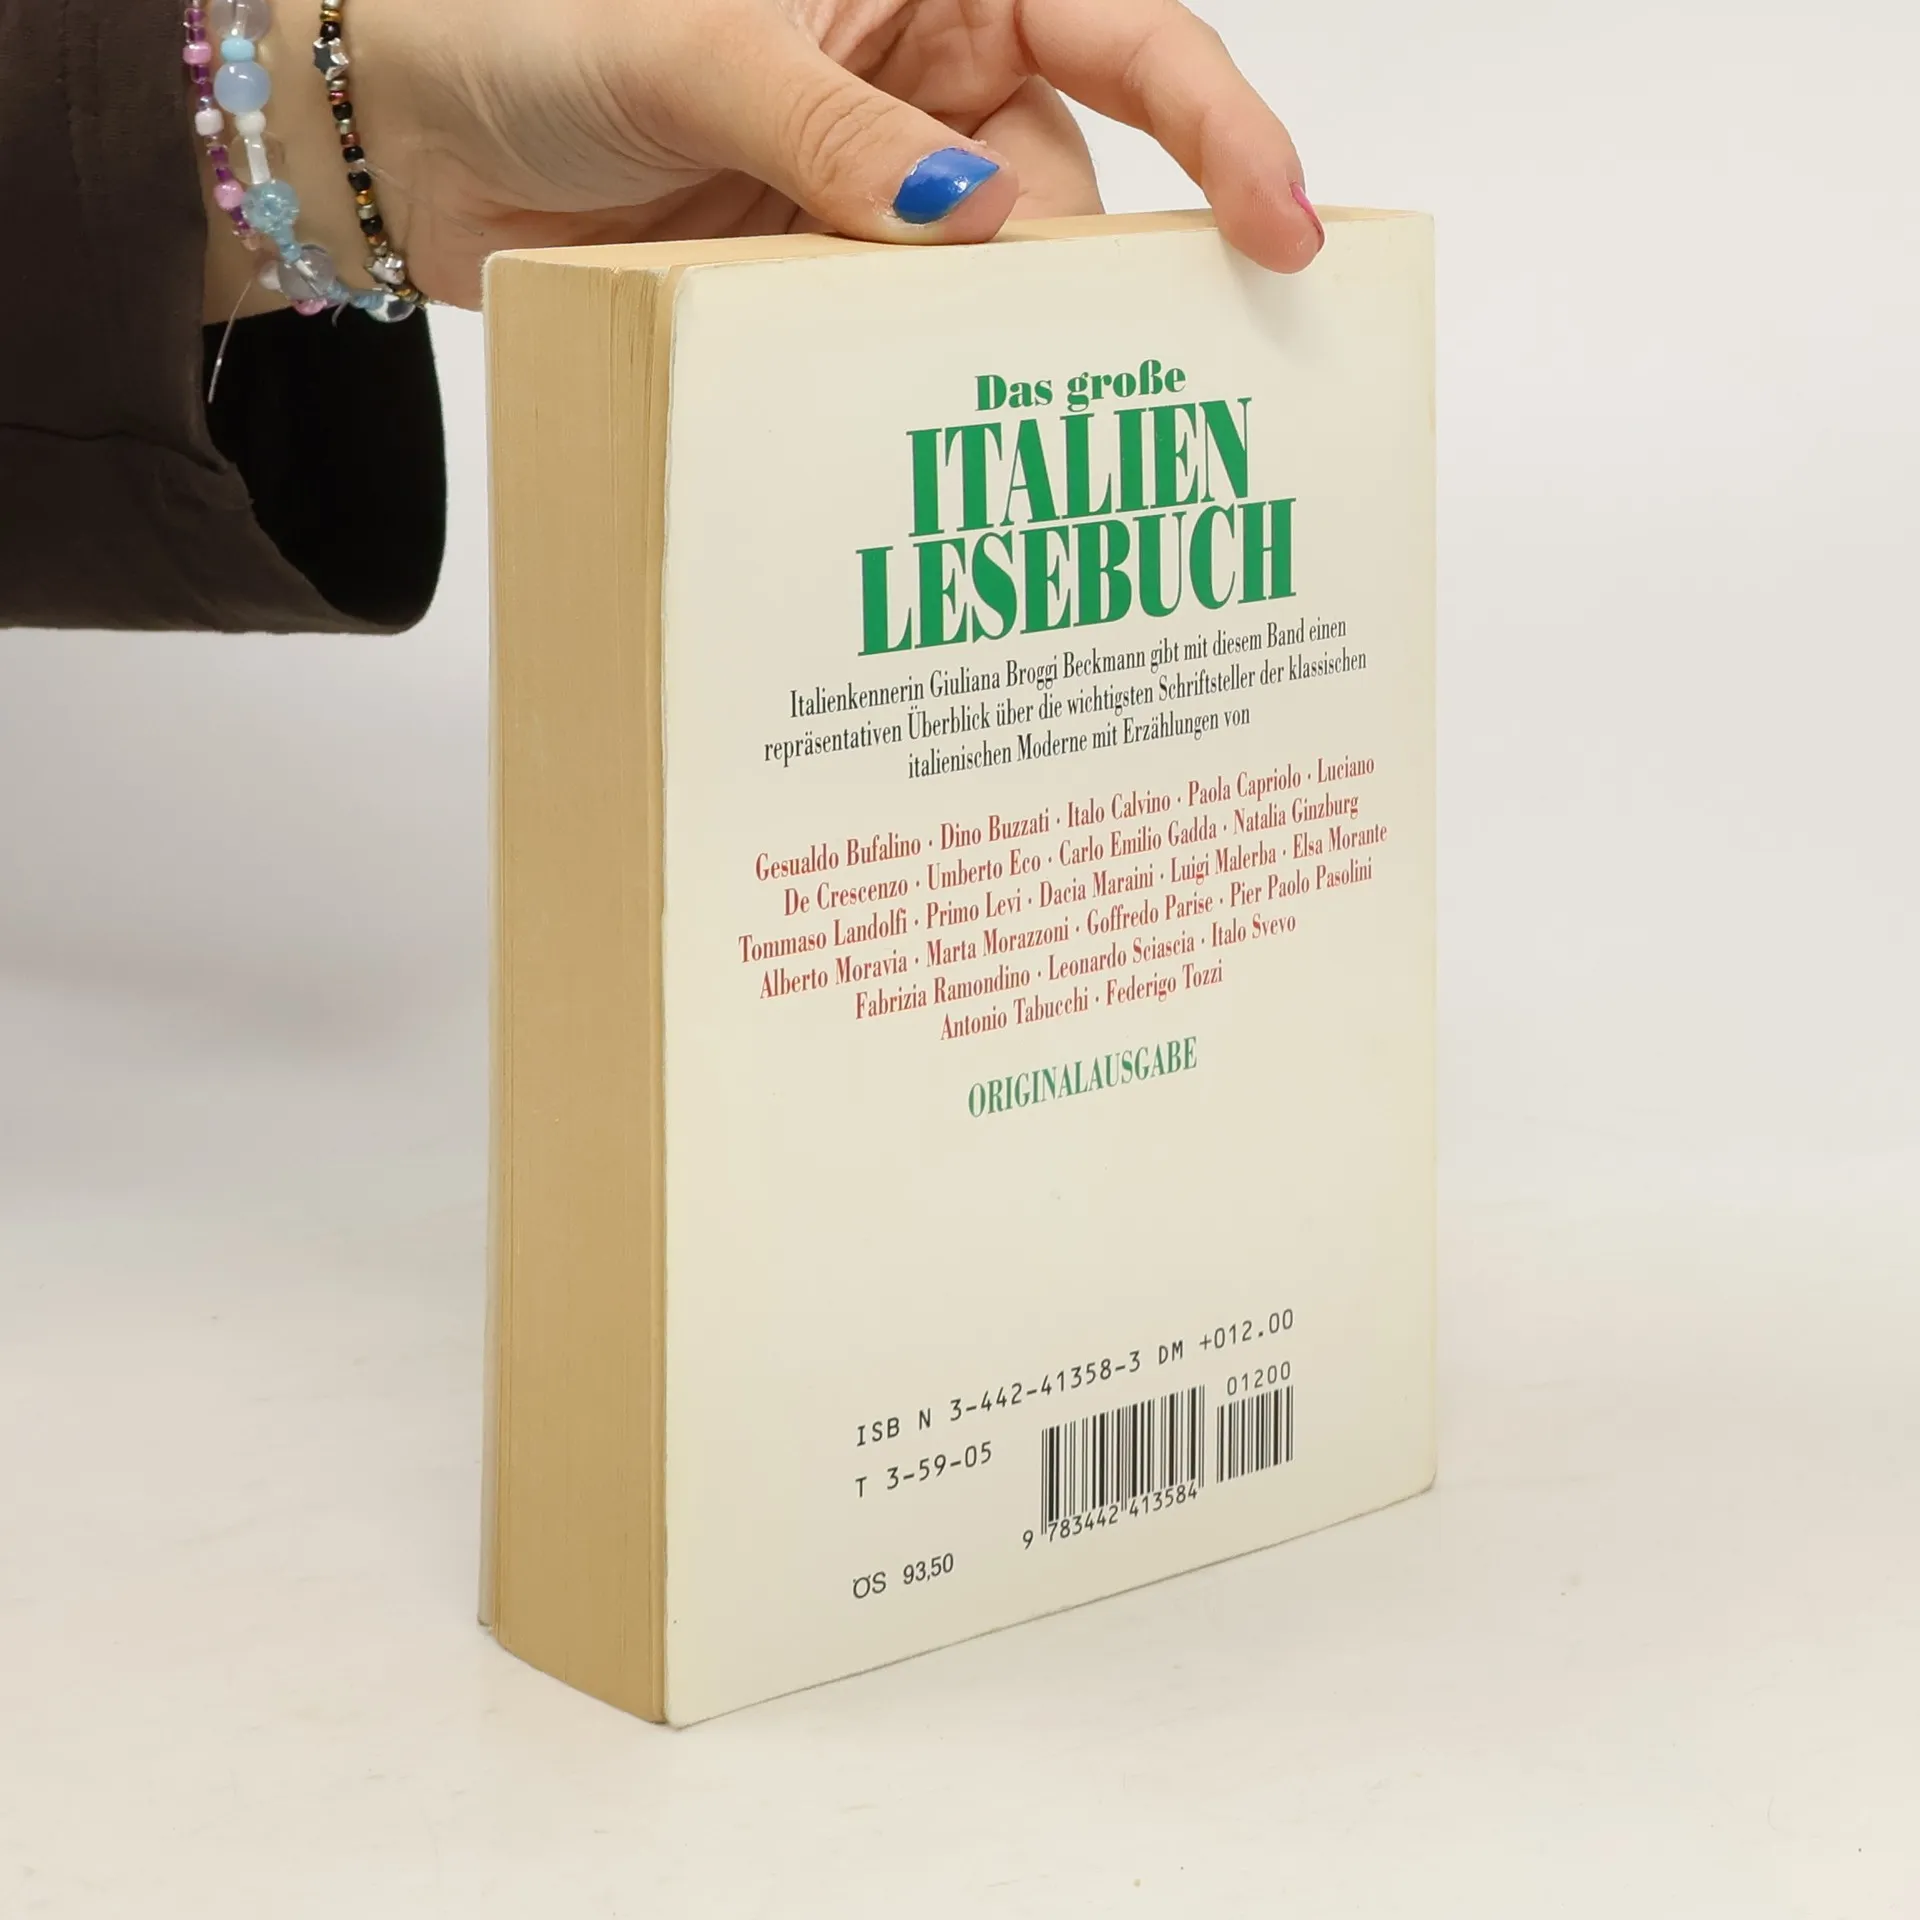 Das große
ITALIEN
LESEBUCH
Italienkennerin Giuliana Broggi Beckmann gibt mit diesem Band einen
repräsentativen Überblick über die wichtigsten Schriftsteller der klassischen
italienischen Moderne mit Erzählungen von
Gesualdo Bufalino · Dino Buzzati · Italo Calvino · Paola Capriolo · Luciano
De Crescenzo · Umberto Eco · Carlo Emilio Gadda · Natalia Ginzburg
Tommaso Landolfi · Primo Levi · Dacia Maraini · Luigi Malerba · Elsa Morante
Alberto Moravia · Marta Morazzoni · Goffredo Parise · Pier Paolo Pasolini
Fabrizia Ramondino · Leonardo Sciascia · Italo Svevo
Antonio Tabucchi · Federigo Tozzi
ORIGINALAUSGABE
ISB N 3-442-41358-3 DM +012.00
01200
T 3-59-05
9 783442 413584
ÖS 93,50